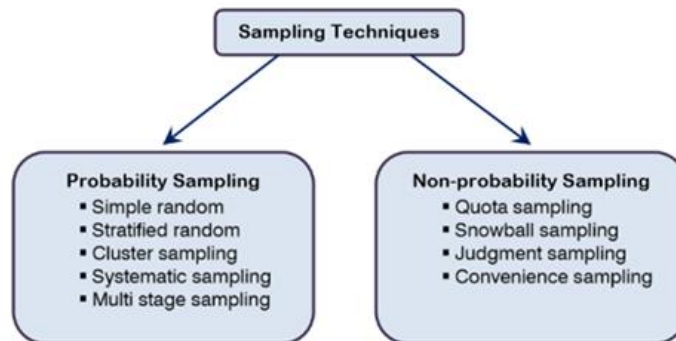 Sampling Techniques
Probability Sampling
▪ Simple random
▪ Stratified random
▪ Cluster sampling
▪ Systematic sampling
▪ Multi stage sampling
Non-probability Sampling
▪ Quota sampling
▪ Snowball sampling
▪ Judgment sampling
▪ Convenience sampling